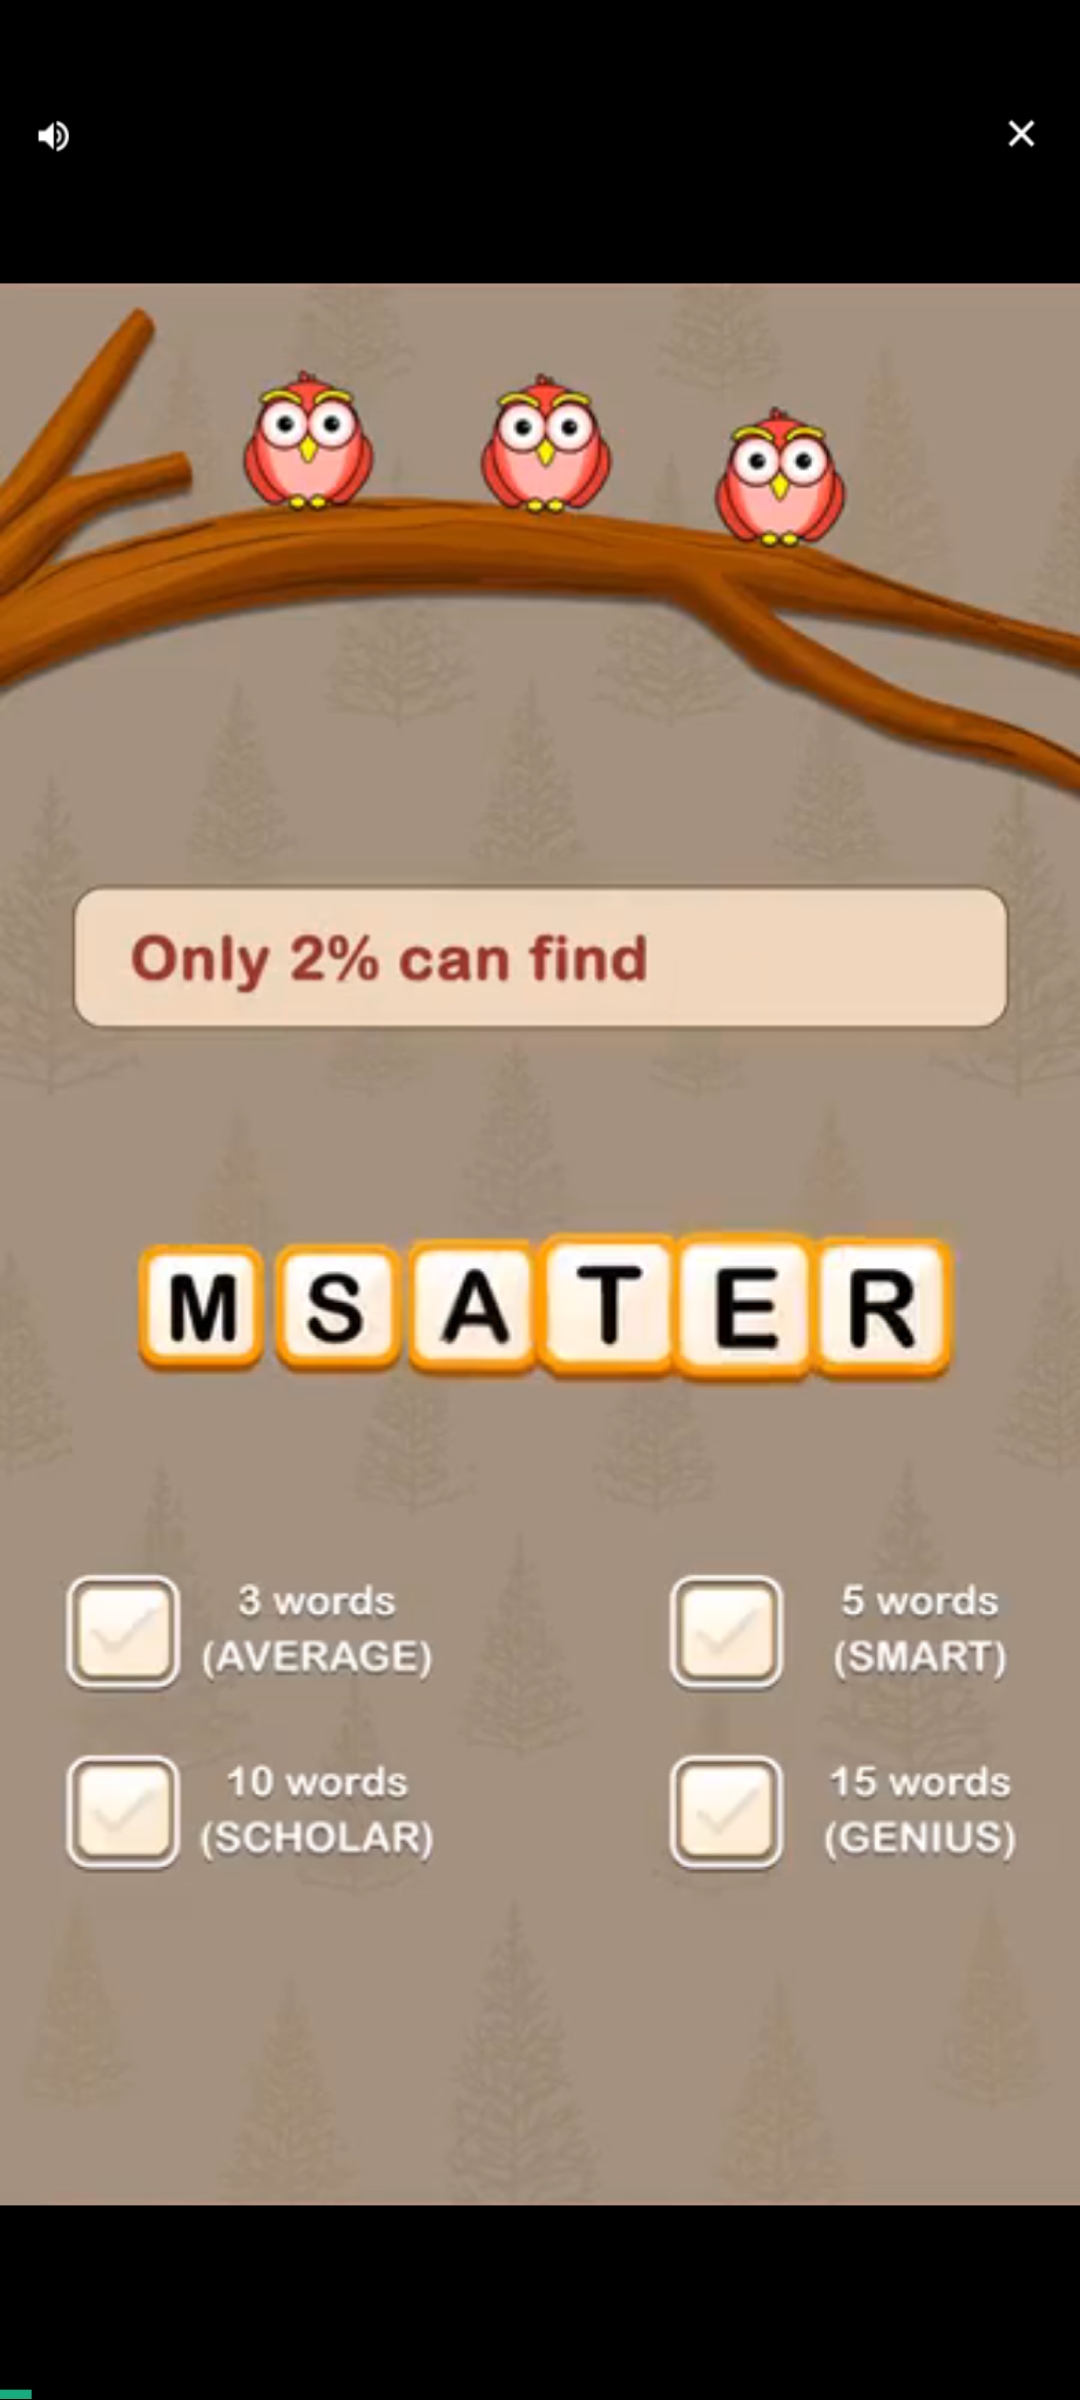 Only 2% can find
M S A T E R
3 words
(AVERAGE)
5 words
(SMART)
10 words
(SCHOLAR)
15 words
(GENIUS)